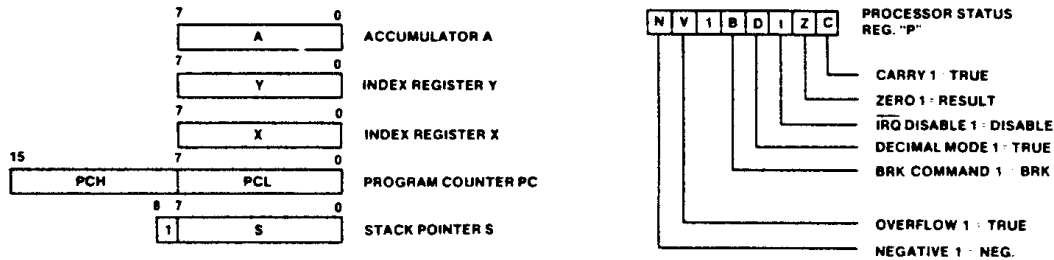 7 0
A
ACCUMULATOR A
7 0
Y
INDEX REGISTER Y
7 0
X
INDEX REGISTER X
15 7 0
PCH PCL
PROGRAM COUNTER PC
8 7 0
1 S
STACK POINTER S
N V 1 B D I Z C
PROCESSOR STATUS
REG. "P"
CARRY 1 = TRUE
ZERO 1 = RESULT
IRQ DISABLE 1 = DISABLE
DECIMAL MODE 1 = TRUE
BRK COMMAND 1 = BRK
OVERFLOW 1 = TRUE
NEGATIVE 1 = NEG.